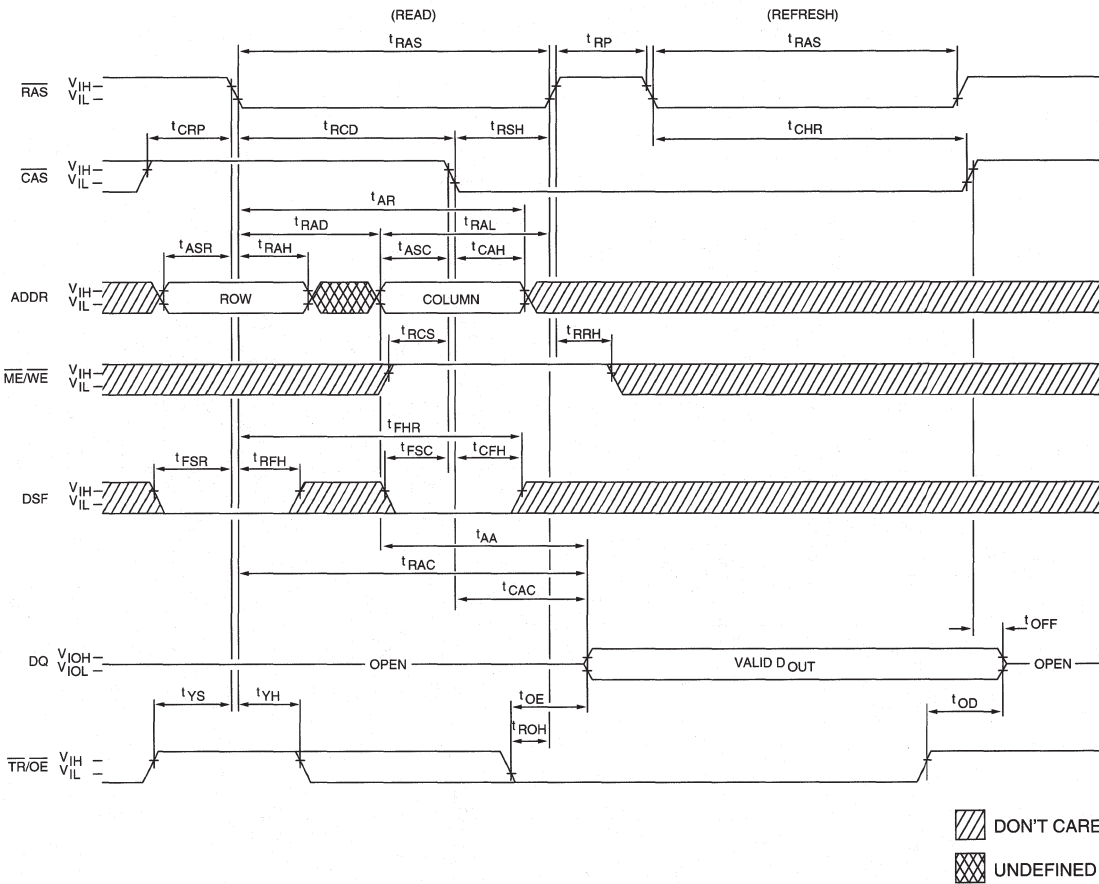 (READ) (REFRESH)
tRAS tRP tRAS
RAS VIH VIL
tCRP tRCD tRSH tCHR
CAS VIH VIL
tAR
tRAD tRAL
tASR tRAH tASC tCAH
ADDR VIH VIL ROW COLUMN
tRCS tRRH
ME/WE VIH VIL
tFHR
tFSR tRFH tFSC tCFH
DSF VIH VIL
tAA
tRAC
tCAC
tOFF
DQ VIOH VIOL OPEN VALID DOUT OPEN
tYS tYH tOE tOD
tROH
TR/OE VIH VIL
DON'T CARE
UNDEFINED